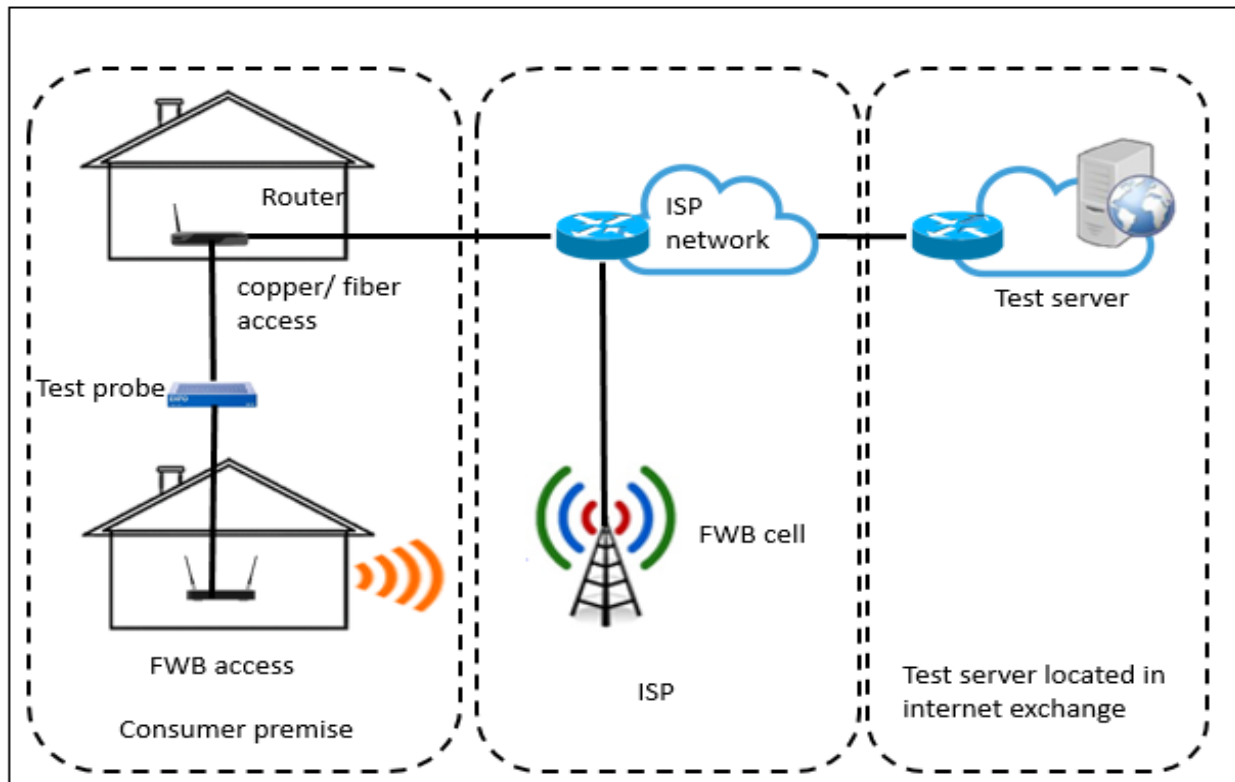 Router
copper/ fiber
access
Test probe
EXFO
FWB access
Consumer premise
ISP
network
FWB cell
ISP
Test server
Test server located in
internet exchange